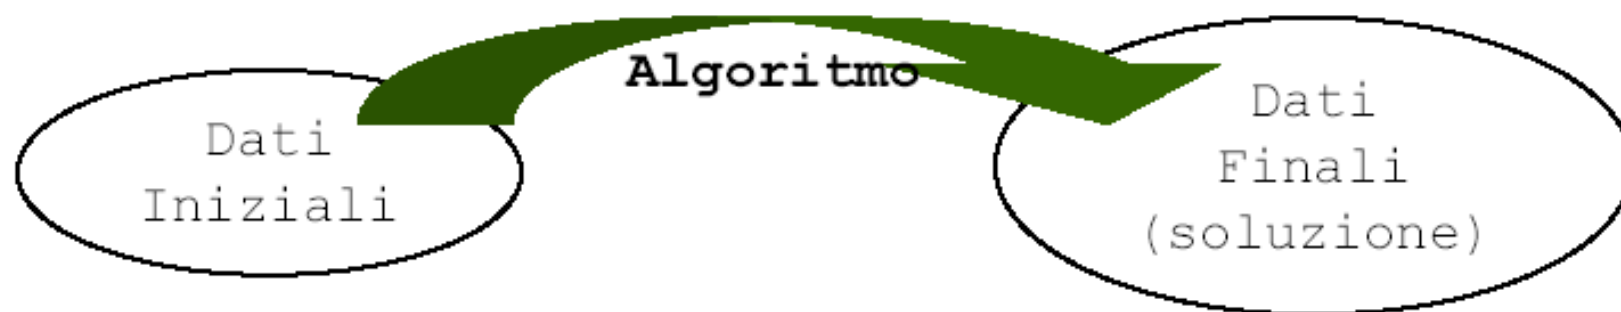 Algoritmo
Dati
Iniziali
Dati
Finali
(soluzione)